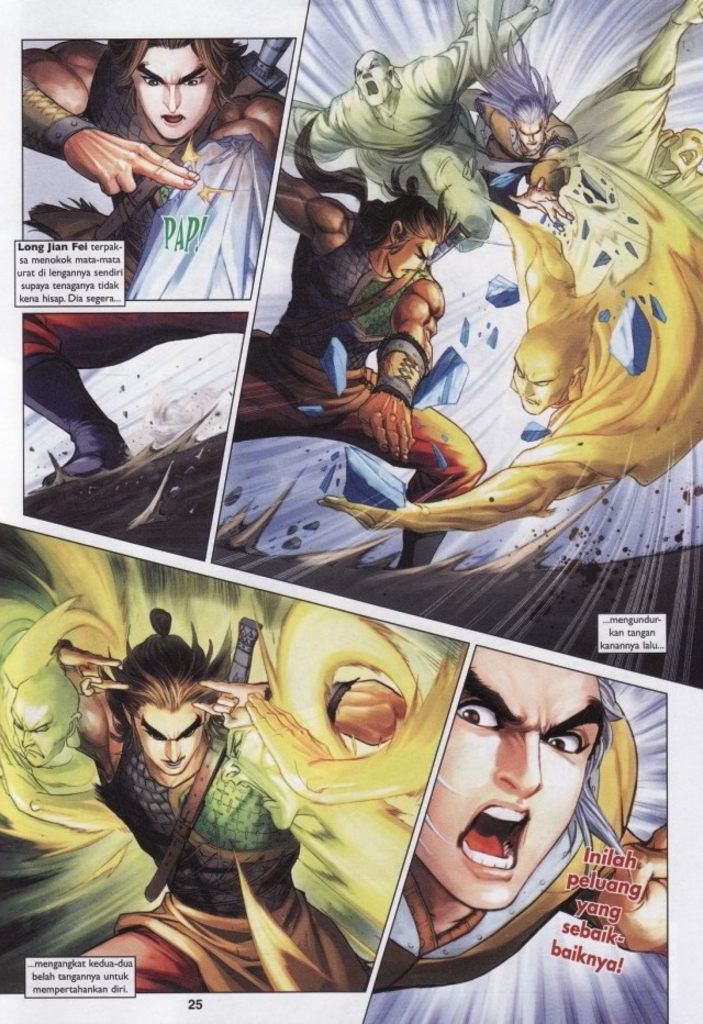 Long Jian Fei terpak-
sa menokok mata-mata
urat di lengannya sendiri
supaya tenaganya tidak
kena hisap. Dia segera...
PAP!
...mengundur-
kan tangan
kanannya lalu...
...mengangkat kedua-dua
belah tangannya untuk
mempertahankan diri.
Inilah
peluang
yang
sebaik-
baiknya!
25